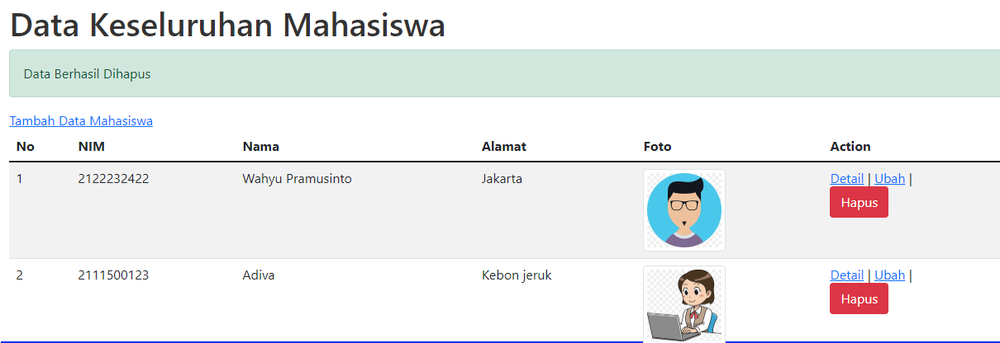 Data Keseluruhan Mahasiswa
Data Berhasil Dihapus
Tambah Data Mahasiswa
No NIM Nama Alamat Foto Action
1 2122232422 Wahyu Pramusinto Jakarta Detail | Ubah |
Hapus
2 2111500123 Adiva Kebon jeruk Detail | Ubah |
Hapus